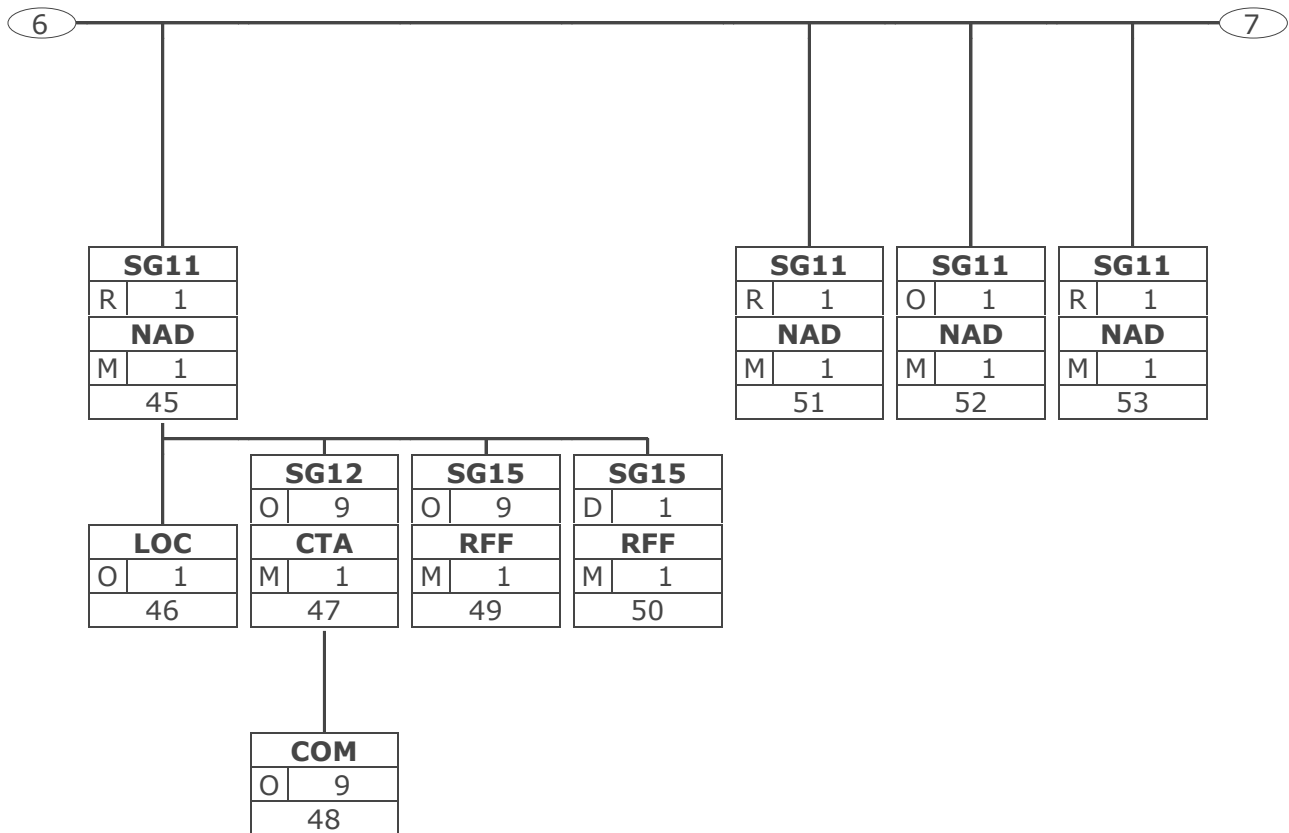 6 7
SG11 SG11 SG11 SG11
R 1 R 1 O 1 R 1
NAD NAD NAD NAD
M 1 M 1 M 1 M 1
45 51 52 53
SG12 SG15 SG15
O 9 O 9 D 1
LOC CTA RFF RFF
O 1 M 1 M 1 M 1
46 47 49 50
COM
O 9
48